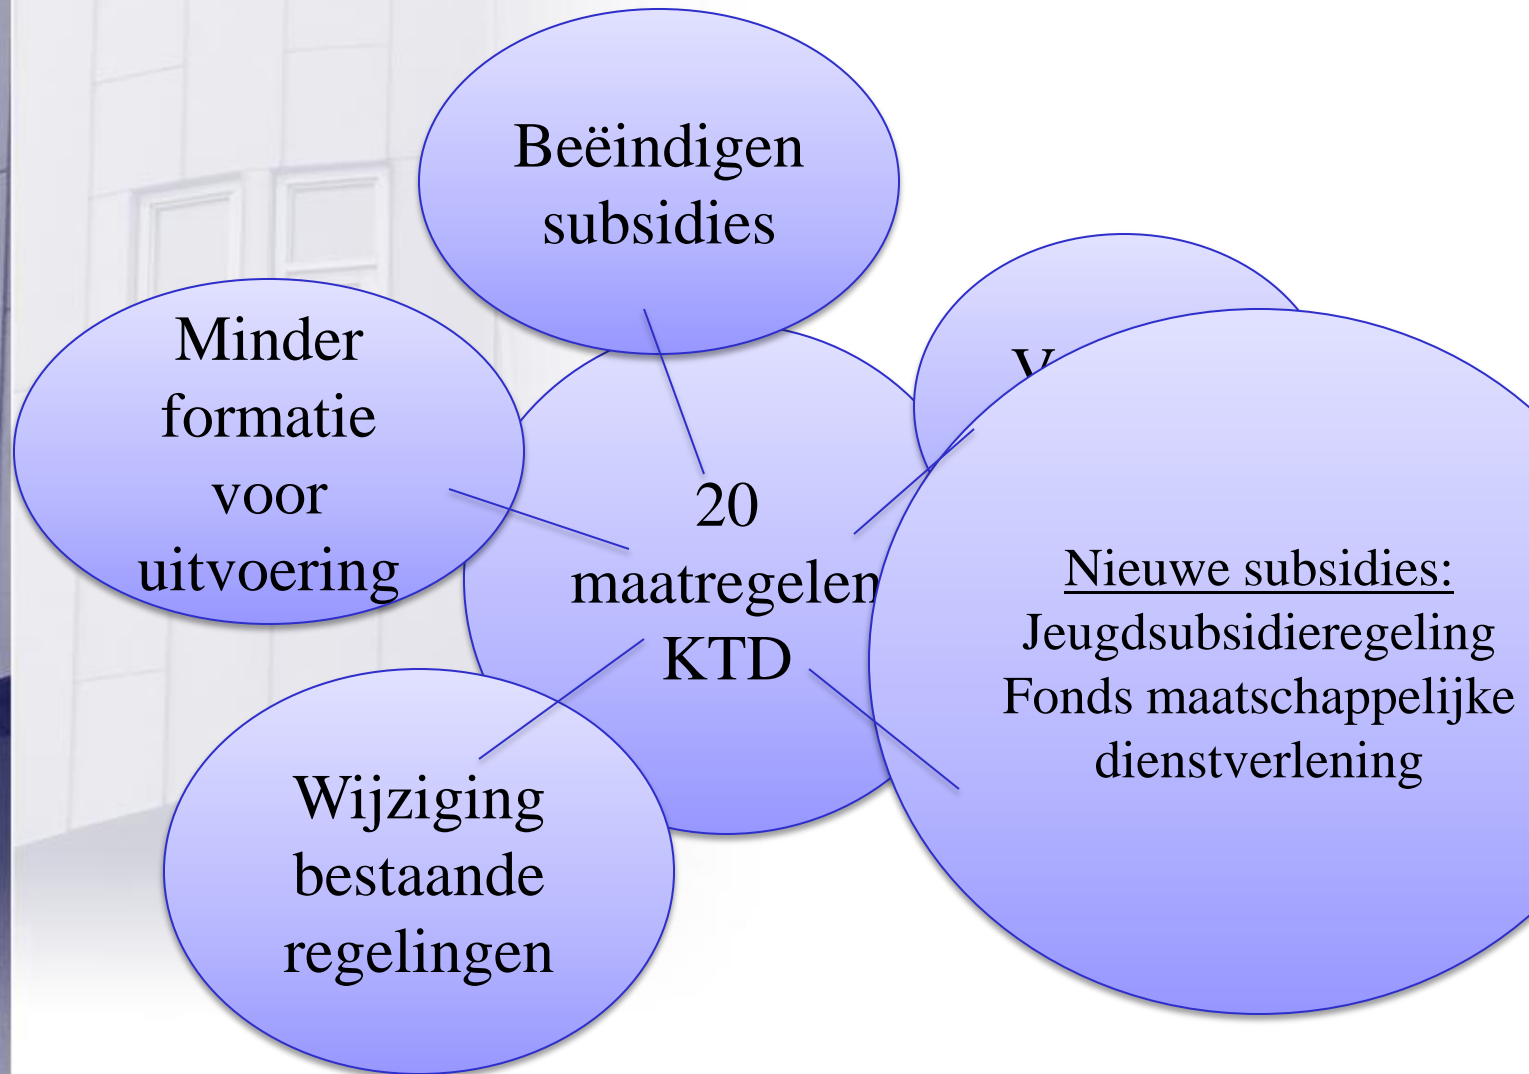 Beëindigen
subsidies
Minder
formatie
voor
uitvoering
20
maatregelen
KTD
Nieuwe subsidies:
Jeugdsubsidieregeling
Fonds maatschappelijke
dienstverlening
Wijziging
bestaande
regelingen